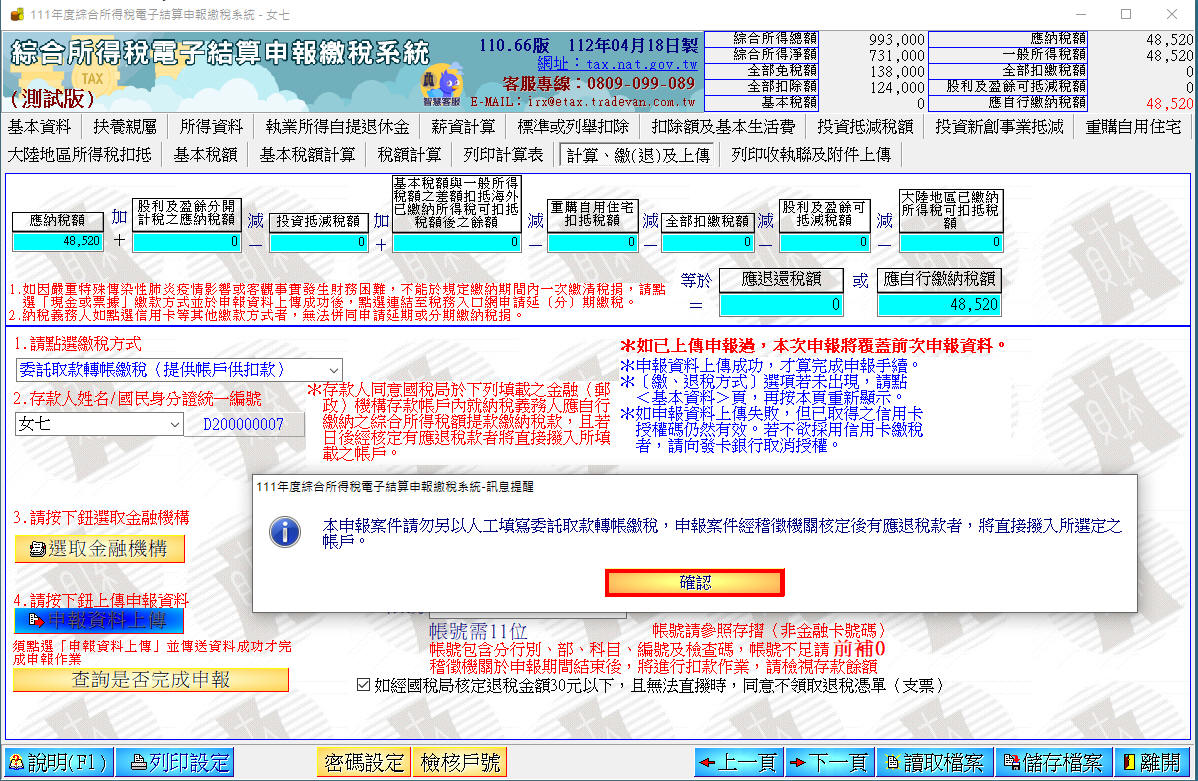 111年度綜合所得稅電子結算申報繳稅系統 - 女七
綜合所得稅電子結算申報繳稅系統
TAX
(測試版)
110.66版 112年04月18日製
網址：tax.nat.gov.tw
客服專線：0809-099-089
E-MAIL：irx@etax.tradevan.com.tw
智慧客服
綜合所得總額 993,000 應納稅額 48,520
綜合所得淨額 731,000 一般所得稅額 48,520
全部免稅額 138,000 全部扣繳稅額 0
全部扣除額 124,000 股利及盈餘可抵減稅額 0
基本稅額 0 應自行繳納稅額 48,520
基本資料 扶養親屬 所得資料 執業所得自提退休金 薪資計算 標準或列舉扣除 扣除額及基本生活費 投資抵減稅額 投資新創事業抵減 重購自用住宅
大陸地區所得稅扣抵 基本稅額 基本稅額計算 稅額計算 列印計算表 計算、繳(退)及上傳 列印收執聯及附件上傳
應納稅額
48,520
加
＋
股利及盈餘分開
計稅之應納稅額
0
減
－
投資抵減稅額
0
加
＋
基本稅額與一般所得
稅額之差額扣抵海外
已繳納所得稅可扣抵
稅額後之餘額
0
減
－
重購自用住宅
扣抵稅額
0
減
－
全部扣繳稅額
0
減
－
股利及盈餘可
抵減稅額
0
減
－
大陸地區已繳納
所得稅可扣抵稅
額
0
1.如因嚴重特殊傳染性肺炎疫情影響或客觀事實發生財務困難，不能於規定繳納期間內一次繳清稅捐，請點
選「現金或票據」繳款方式並於申報資料上傳成功後，點選連結至稅務入口網申請延（分）期繳稅。
2.納稅義務人如點選信用卡等其他繳款方式者，無法併同申請延期或分期繳納稅捐。
等於
＝
應退還稅額
0
或
應自行繳納稅額
48,520
1.請點選繳稅方式
委託取款轉帳繳稅（提供帳戶供扣款）
2.存款人姓名/國民身分證統一編號
女七 D200000007
＊存款人同意國稅局於下列填載之金融（郵
政）機構存款帳戶內就納稅義務人應自行
繳納之綜合所得稅額提款繳納稅款，且若
日後經核定有應退稅款者將直接撥入所填
載之帳戶。
＊如已上傳申報過，本次申報將覆蓋前次申報資料。
＊申報資料上傳成功，才算完成申報手續。
＊〔繳、退稅方式〕選項若未出現，請點
＜基本資料＞頁，再按本頁重新顯示。
＊如申報資料上傳失敗，但已取得之信用卡
授權碼仍然有效。若不欲採用信用卡繳稅
者，請向發卡銀行取消授權。
111年度綜合所得稅電子結算申報繳稅系統-訊息提醒
本申報案件請勿另以人工填寫委託取款轉帳繳稅，申報案件經稽徵機關核定後有應退稅款者，將直接撥入所選定之
帳戶。
確認
3.請按下鈕選取金融機構
選取金融機構
4.請按下鈕上傳申報資料
申報資料上傳
須點選「申報資料上傳」並傳送資料成功才完
成申報作業
查詢是否完成申報
帳號需11位 帳號請參照存摺（非金融卡號碼）
帳號包含分行別、部、科目、編號及檢查碼，帳號不足請 前補0
稽徵機關於申報期間結束後，將進行扣款作業，請檢視存款餘額
如經國稅局核定退稅金額30元以下，且無法直撥時，同意不領取退稅憑單（支票）
說明(F1) 列印設定 密碼設定 檢核戶號 上一頁 下一頁 讀取檔案 儲存檔案 離開